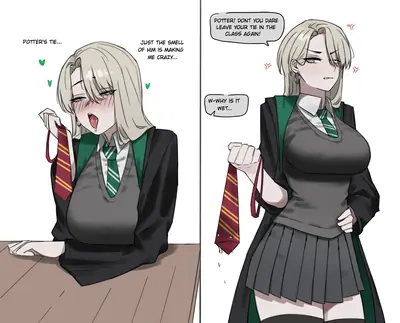 POTTER'S TIE...
JUST THE SMELL
OF HIM IS MAKING
ME CRAZY...
POTTER! DONT YOU DARE
LEAVE YOUR TIE IN THE
CLASS AGAIN!
W-WHY IS IT
WET...